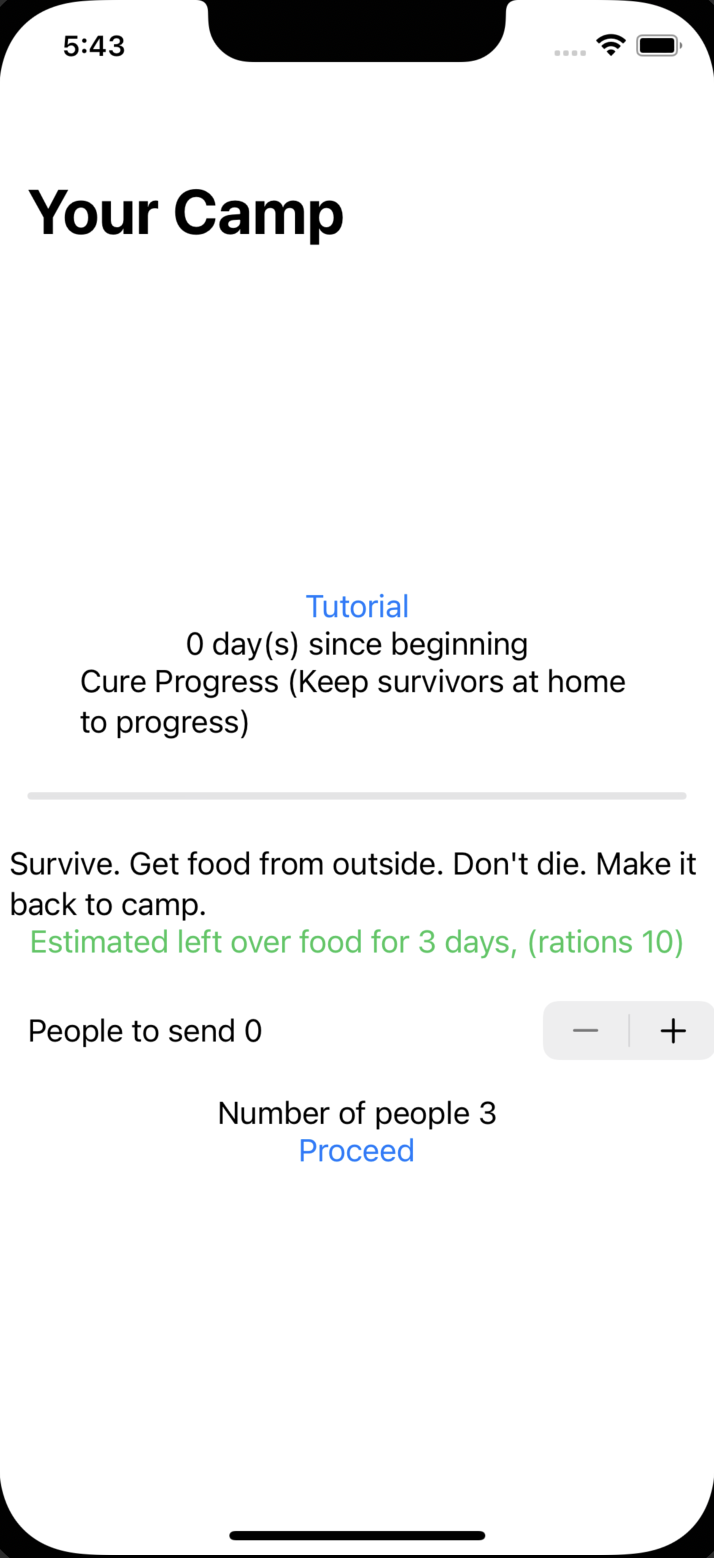 5:43
Your Camp
Tutorial
0 day(s) since beginning
Cure Progress (Keep survivors at home
to progress)
Survive. Get food from outside. Don't die. Make it
back to camp.
Estimated left over food for 3 days, (rations 10)
People to send 0
Number of people 3
Proceed